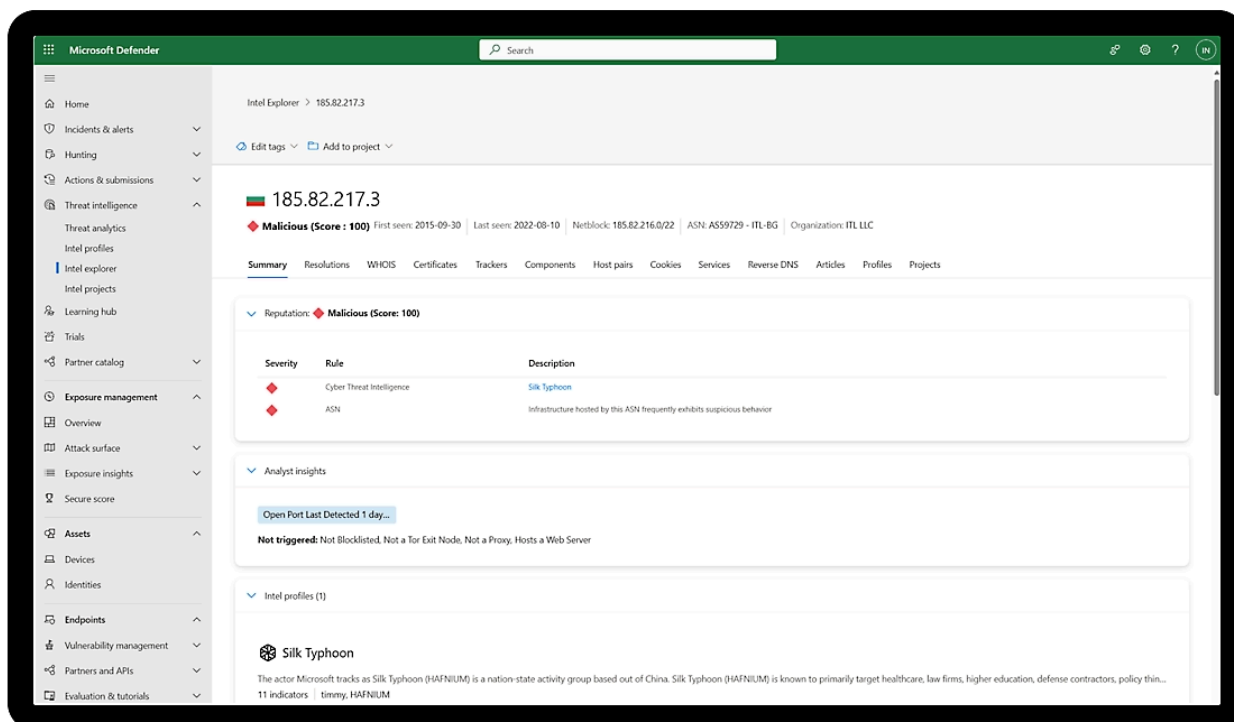 Microsoft Defender
Search
IN
Home
Incidents & alerts
Hunting
Actions & submissions
Threat intelligence
Threat analytics
Intel profiles
Intel explorer
Intel projects
Learning hub
Trials
Partner catalog
Exposure management
Overview
Attack surface
Exposure insights
Secure score
Assets
Devices
Identities
Endpoints
Vulnerability management
Partners and APIs
Evaluation & tutorials
Intel Explorer > 185.82.217.3
Edit tags Add to project
185.82.217.3
Malicious (Score : 100) First seen: 2015-09-30 Last seen: 2022-08-10 Netblock: 185.82.216.0/22 ASN: AS59729 - ITL-BG Organization: ITL LLC
Summary Resolutions WHOIS Certificates Trackers Components Host pairs Cookies Services Reverse DNS Articles Profiles Projects
Reputation: Malicious (Score: 100)
Severity Rule Description
Cyber Threat Intelligence Silk Typhoon
ASN Infrastructure hosted by this ASN frequently exhibits suspicious behavior
Analyst insights
Open Port Last Detected 1 day...
Not triggered: Not Blocklisted, Not a Tor Exit Node, Not a Proxy, Hosts a Web Server
Intel profiles (1)
Silk Typhoon
The actor Microsoft tracks as Silk Typhoon (HAFNIUM) is a nation-state activity group based out of China. Silk Typhoon (HAFNIUM) is known to primarily target healthcare, law firms, higher education, defense contractors, policy thin...
11 indicators timmy, HAFNIUM